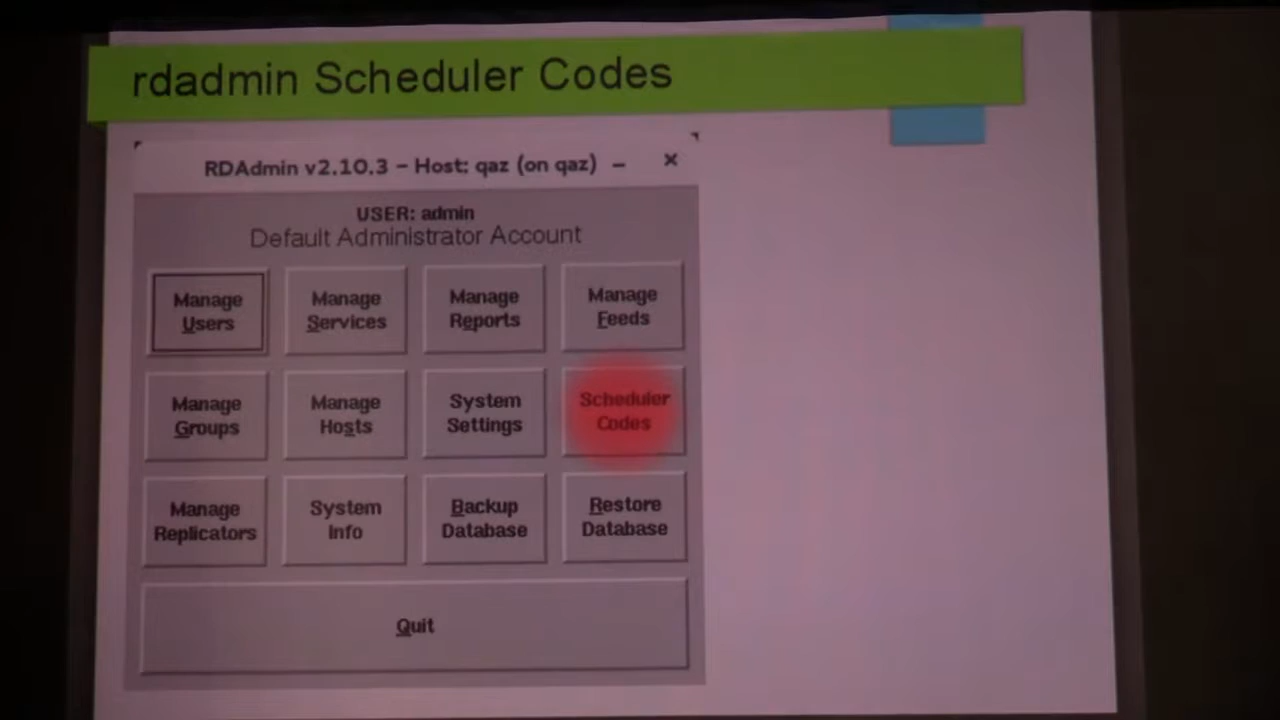 rdadmin Scheduler Codes
RDAdmin v2.10.3 – Host: qaz (on qaz)
USER: admin
Default Administrator Account
Manage
Users
Manage
Services
Manage
Reports
Manage
Feeds
Manage
Groups
Manage
Hosts
System
Settings
Scheduler
Codes
Manage
Replicators
System
Info
Backup
Database
Restore
Database
Quit